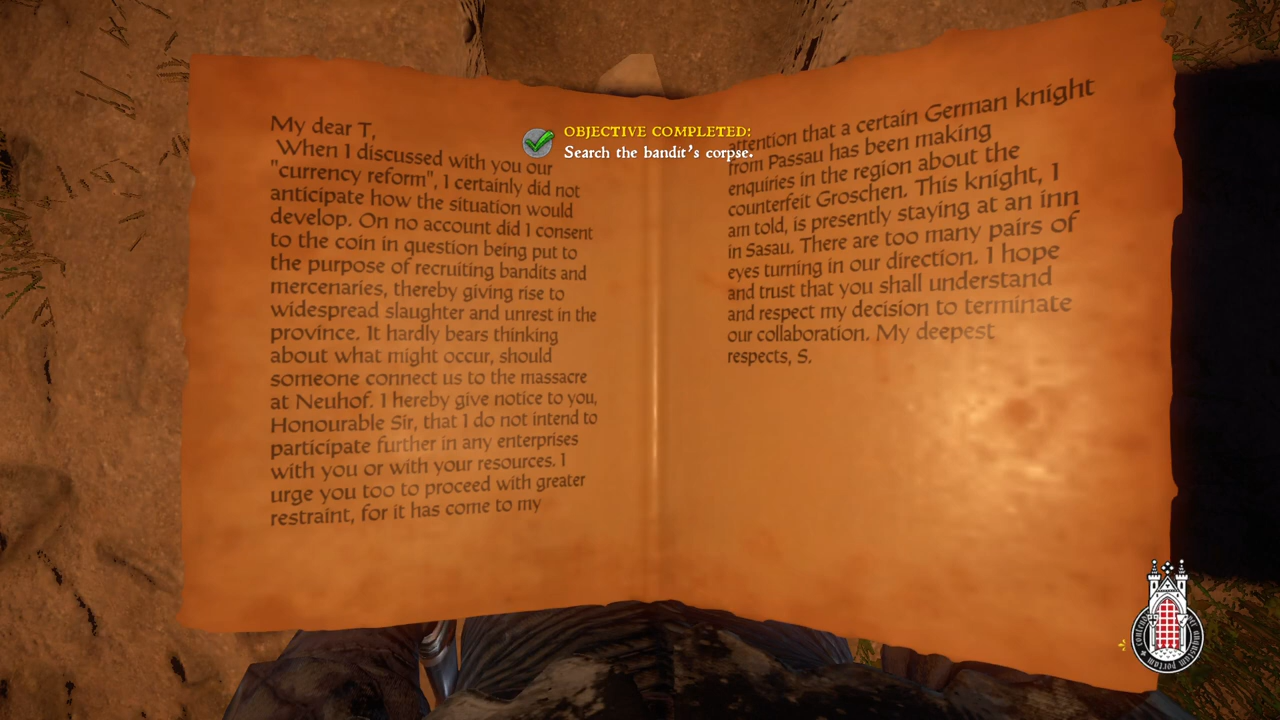 My dear T,
When I discussed with you our
"currency reform", I certainly did not
anticipate how the situation would
develop. On no account did I consent
to the coin in question being put to
the purpose of recruiting bandits and
mercenaries, thereby giving rise to
widespread slaughter and unrest in the
province. It hardly bears thinking
about what might occur, should
someone connect us to the massacre
at Neuhof. I hereby give notice to you,
Honourable Sir, that I do not intend to
participate further in any enterprises
with you or with your resources. I
urge you too to proceed with greater
restraint, for it has come to my
OBJECTIVE COMPLETED:
Search the bandit's corpse.
attention that a certain German knight
from Passau has been making
enquiries in the region about the
counterfeit Groschen. This knight, I
am told, is presently staying at an inn
in Sasau. There are too many pairs of
eyes turning in our direction. I hope
and trust that you shall understand
and respect my decision to terminate
our collaboration. My deepest
respects, S.
portam